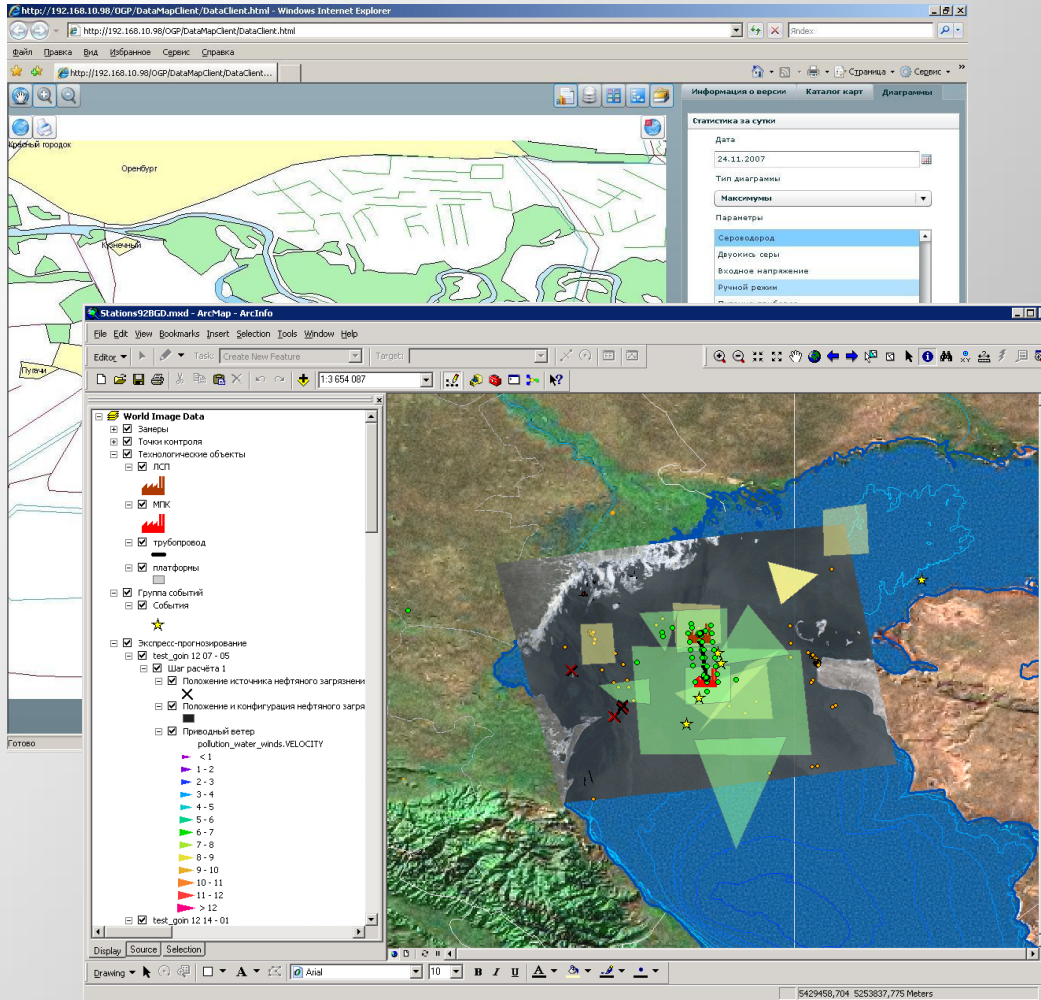 http://192.168.10.98/OGP/DataMapClient/DataClient.html - Windows Internet Explorer
http://192.168.10.98/OGP/DataMapClient/DataClient.html
Яndex
Файл Правка Вид Избранное Сервис Справка
http://192.168.10.98/OGP/DataMapClient/DataClient...
Страница Сервис
Информация о версии Каталог карт Диаграммы
Статистика за сутки
Дата
24.11.2007
Тип диаграммы
Максимумы
Параметры
Сероводород
Двуокись серы
Входное напряжение
Ручной режим
Красный городок
Оренбург
Кузнечный
Пугачи
Готово
Stations92BGD.mxd - ArcMap - ArcInfo
File Edit View Bookmarks Insert Selection Tools Window Help
Editor Task: Create New Feature Target:
1:3 654 087
World Image Data
Замеры
Точки контроля
Технологические объекты
ЛСП
МПК
трубопровод
платформы
Группа событий
События
Экспресс-прогнозирование
test_goin 12 07 - 05
Шаг расчёта 1
Положение источника нефтяного загрязнени
Положение и конфигурация нефтяного загря
Приводный ветер
pollution_water_winds.VELOCITY
< 1
1 - 2
2 - 3
3 - 4
4 - 5
5 - 6
6 - 7
7 - 8
8 - 9
9 - 10
10 - 11
11 - 12
> 12
test_goin 12 14 - 01
Display Source Selection
Drawing A Arial 10 B I U A
5429458,704 5253837,775 Meters